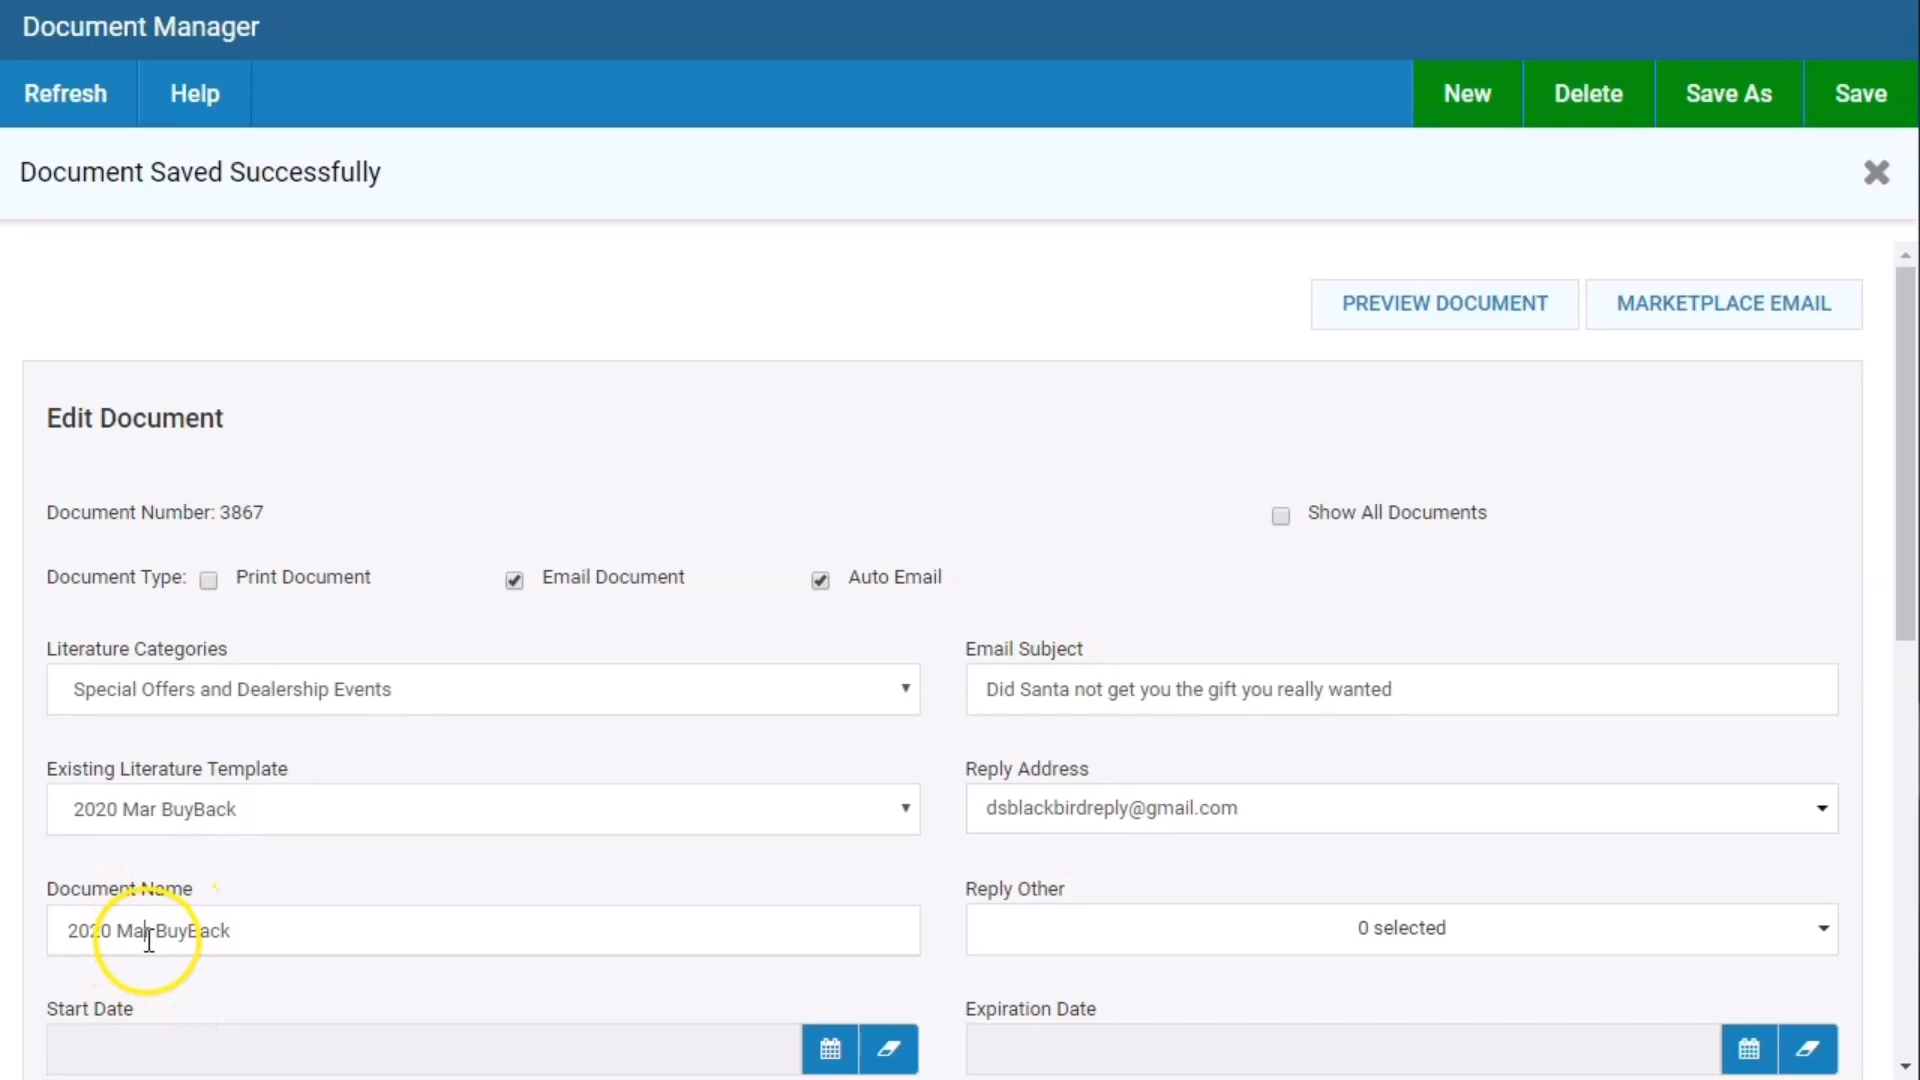 Document Manager
Refresh Help New Delete Save As Save
Document Saved Successfully
PREVIEW DOCUMENT MARKETPLACE EMAIL
Edit Document
Document Number: 3867 Show All Documents
Document Type: Print Document Email Document Auto Email
Literature Categories Email Subject
Special Offers and Dealership Events Did Santa not get you the gift you really wanted
Existing Literature Template Reply Address
2020 Mar BuyBack dsblackbirdreply@gmail.com
Document Name Reply Other
2020 Mar BuyBack 0 selected
Start Date Expiration Date